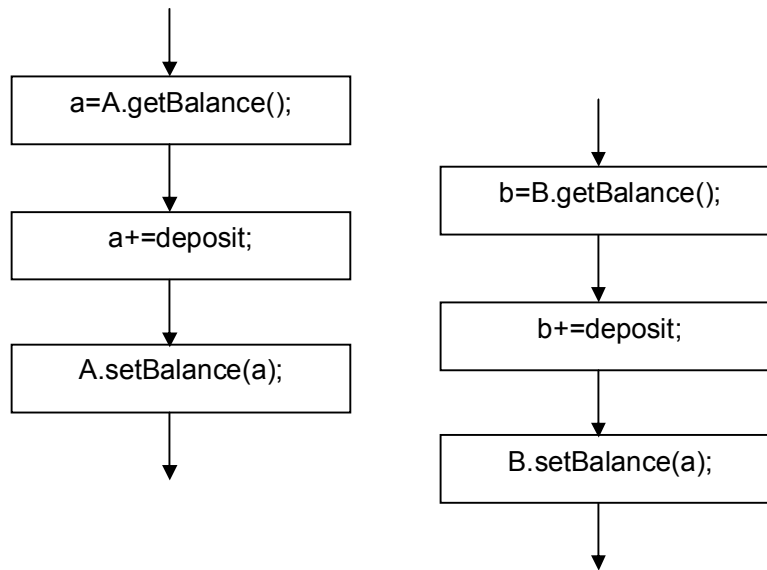 a=A.getBalance();
a+=deposit;
A.setBalance(a);
b=B.getBalance();
b+=deposit;
B.setBalance(a);